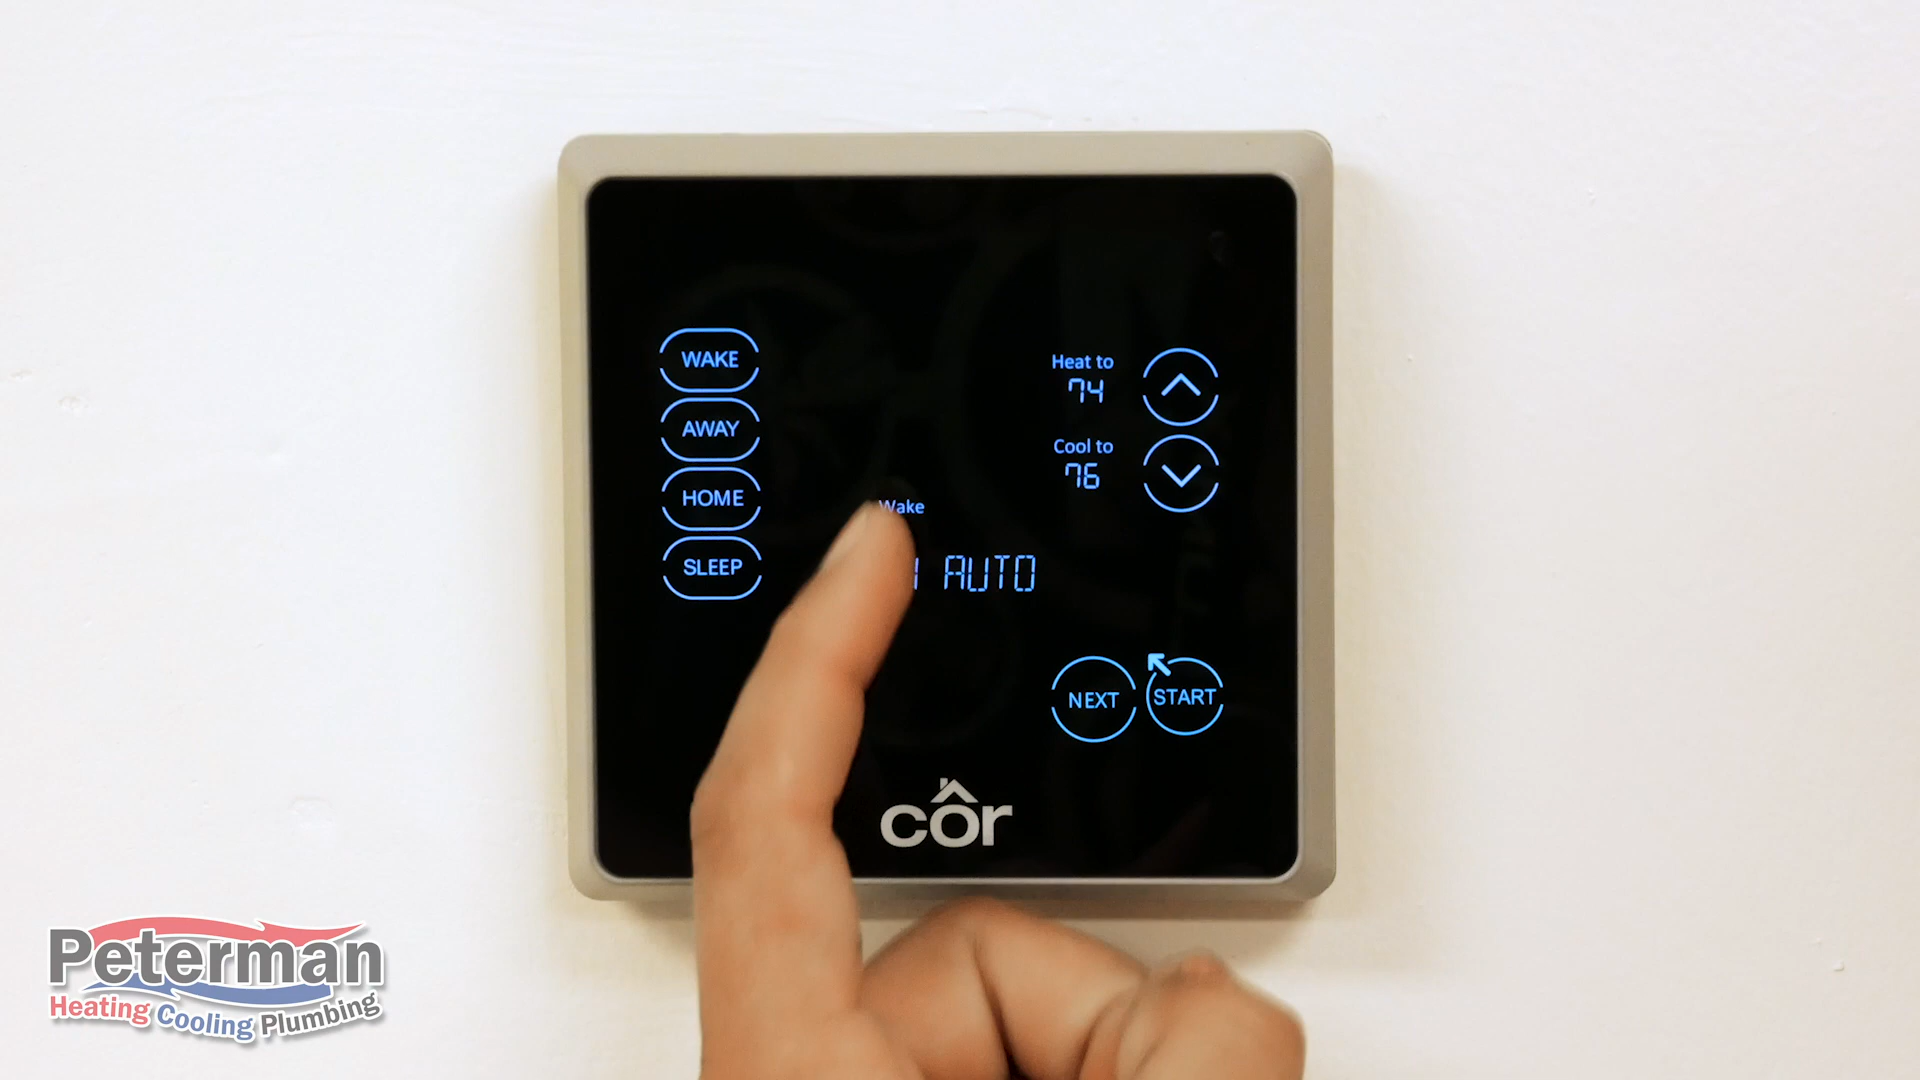 WAKE
AWAY
HOME
SLEEP
Heat to
74
Cool to
76
Wake
AUTO
NEXT
START
côr
Peterman
Heating Cooling Plumbing